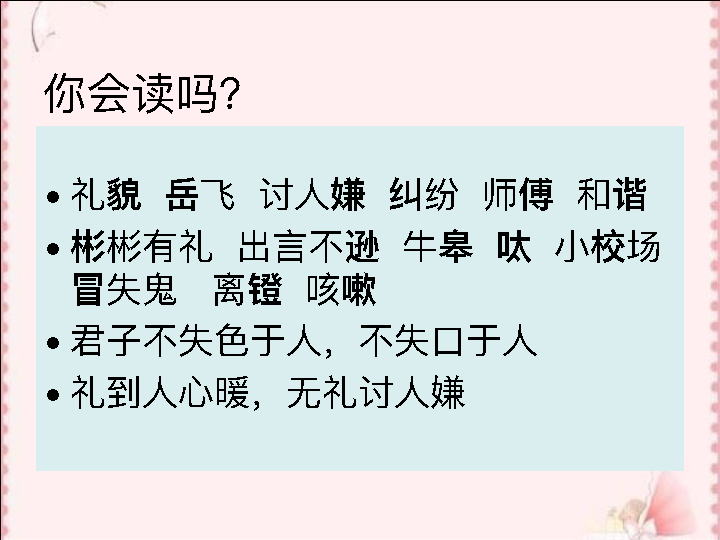 你会读吗?
•礼貌 岳飞 讨人嫌 纠纷 师傅 和谐
•彬彬有礼 出言不逊 牛皋 呔 小校场
冒失鬼 离镫 咳嗽
•君子不失色于人，不失口于人
•礼到人心暖，无礼讨人嫌